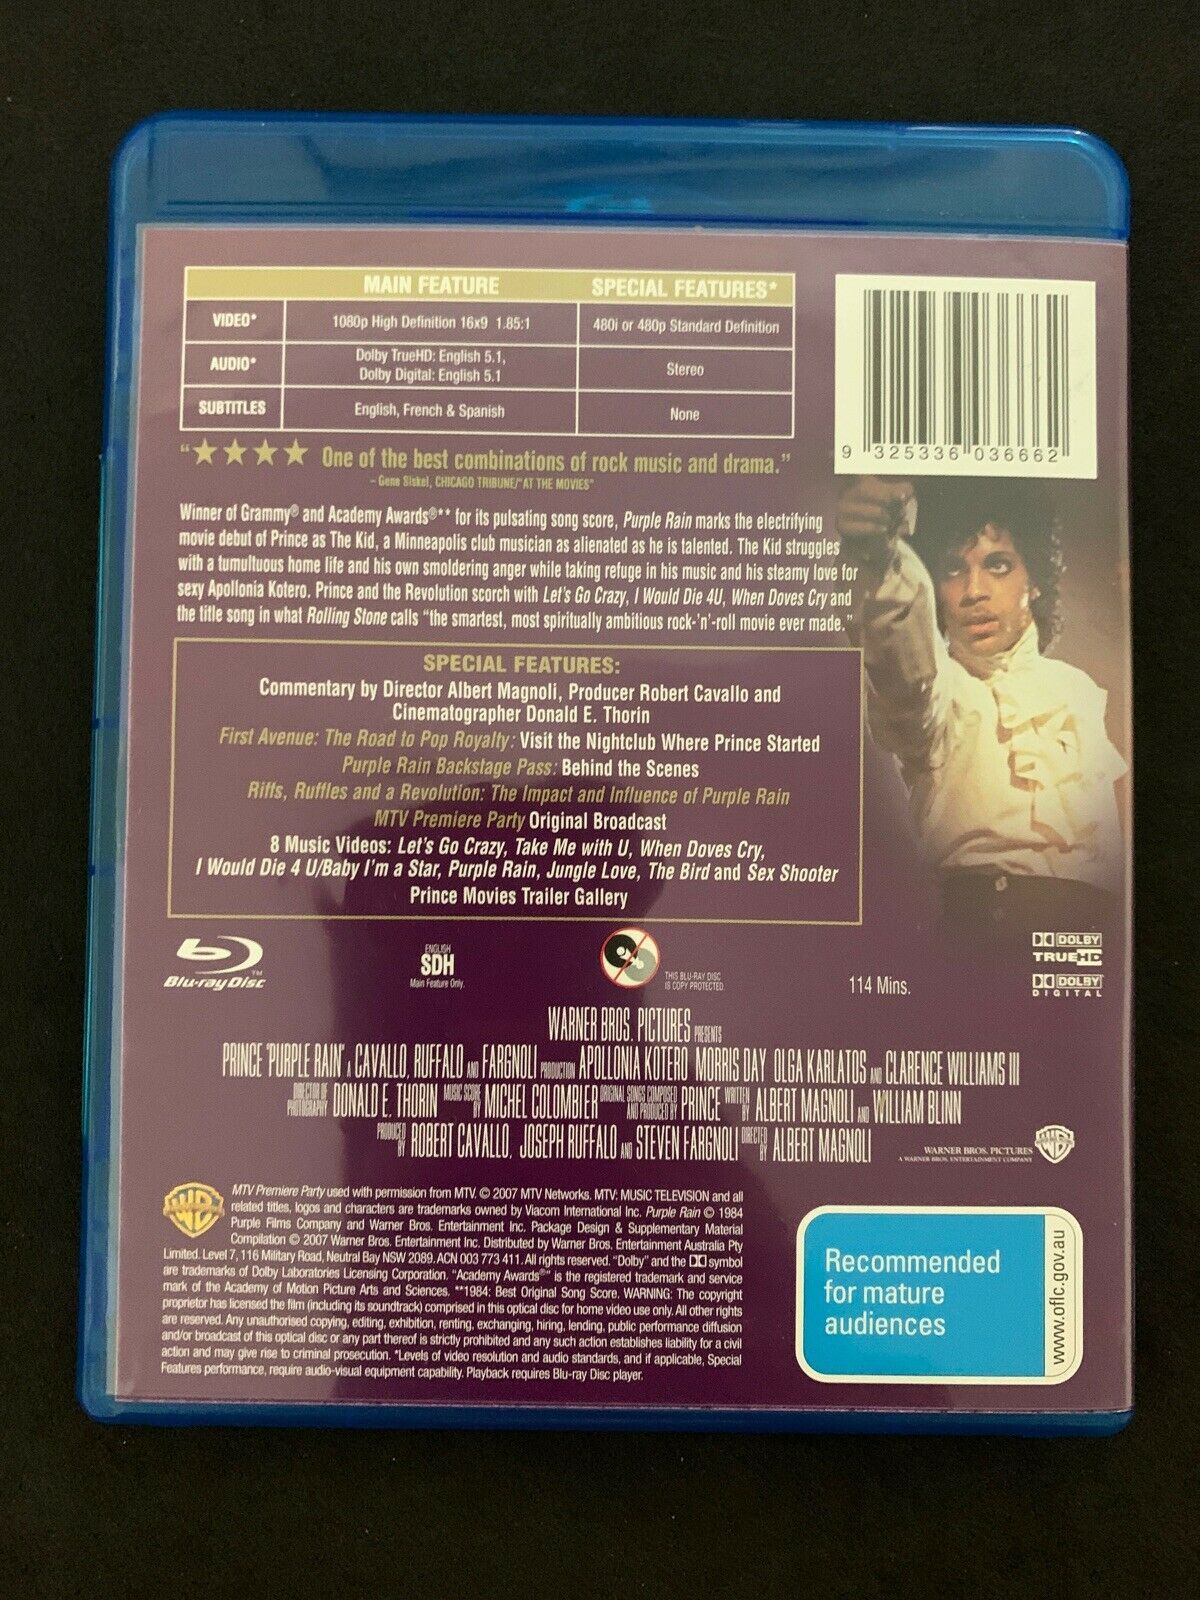 MAIN FEATURE SPECIAL FEATURES*
VIDEO* 1080p High Definition 16x9 1.85:1 480i or 480p Standard Definition
AUDIO* Dolby TrueHD: English 5.1, Dolby Digital: English 5.1 Stereo
SUBTITLES English, French & Spanish None
9 325336 036662
"★★★★ One of the best combinations of rock music and drama."
– Gene Siskel, CHICAGO TRIBUNE/"AT THE MOVIES"
Winner of Grammy® and Academy Awards®** for its pulsating song score, Purple Rain marks the electrifying
movie debut of Prince as The Kid, a Minneapolis club musician as alienated as he is talented. The Kid struggles
with a tumultuous home life and his own smoldering anger while taking refuge in his music and his steamy love for
sexy Apollonia Kotero. Prince and the Revolution scorch with Let's Go Crazy, I Would Die 4U, When Doves Cry and
the title song in what Rolling Stone calls "the smartest, most spiritually ambitious rock-'n'-roll movie ever made."
SPECIAL FEATURES:
Commentary by Director Albert Magnoli, Producer Robert Cavallo and
Cinematographer Donald E. Thorin
First Avenue: The Road to Pop Royalty: Visit the Nightclub Where Prince Started
Purple Rain Backstage Pass: Behind the Scenes
Riffs, Ruffles and a Revolution: The Impact and Influence of Purple Rain
MTV Premiere Party Original Broadcast
8 Music Videos: Let's Go Crazy, Take Me with U, When Doves Cry,
I Would Die 4 U/Baby I'm a Star, Purple Rain, Jungle Love, The Bird and Sex Shooter
Prince Movies Trailer Gallery
Blu-ray Disc™
ENGLISH
SDH
Main Feature Only.
THIS BLU-RAY DISC
IS COPY PROTECTED.
114 Mins.
DOLBY
TRUEHD
DOLBY
DIGITAL
WARNER BROS. PICTURES PRESENTS
PRINCE "PURPLE RAIN" A CAVALLO, RUFFALO AND FARGNOLI PRODUCTION APOLLONIA KOTERO MORRIS DAY OLGA KARLATOS AND CLARENCE WILLIAMS III
DIRECTOR OF PHOTOGRAPHY DONALD E. THORIN MUSIC SCORE BY MICHEL COLOMBIER ORIGINAL SONGS COMPOSED AND PRODUCED BY PRINCE WRITTEN BY ALBERT MAGNOLI AND WILLIAM BLINN
PRODUCED BY ROBERT CAVALLO, JOSEPH RUFFALO AND STEVEN FARGNOLI DIRECTED BY ALBERT MAGNOLI
WARNER BROS. PICTURES
A WARNER BROS. ENTERTAINMENT COMPANY
WB
WB
MTV Premiere Party used with permission from MTV. © 2007 MTV Networks. MTV: MUSIC TELEVISION and all
related titles, logos and characters are trademarks owned by Viacom International Inc. Purple Rain © 1984
Purple Films Company and Warner Bros. Entertainment Inc. Package Design & Supplementary Material
Compilation © 2007 Warner Bros. Entertainment Inc. Distributed by Warner Bros. Entertainment Australia Pty
Limited. Level 7, 116 Military Road, Neutral Bay NSW 2089. ACN 003 773 411. All rights reserved. "Dolby" and the DD symbol
are trademarks of Dolby Laboratories Licensing Corporation. "Academy Awards®" is the registered trademark and service
mark of the Academy of Motion Picture Arts and Sciences. **1984: Best Original Song Score. WARNING: The copyright
proprietor has licensed the film (including its soundtrack) comprised in this optical disc for home video use only. All other rights
are reserved. Any unauthorised copying, editing, exhibition, renting, exchanging, hiring, lending, public performance diffusion
and/or broadcast of this optical disc or any part thereof is strictly prohibited and any such action establishes liability for a civil
action and may give rise to criminal prosecution. *Levels of video resolution and audio standards, and if applicable, Special
Features performance, require audio-visual equipment capability. Playback requires Blu-ray Disc player.
Recommended
for mature
audiences
www.oflc.gov.au